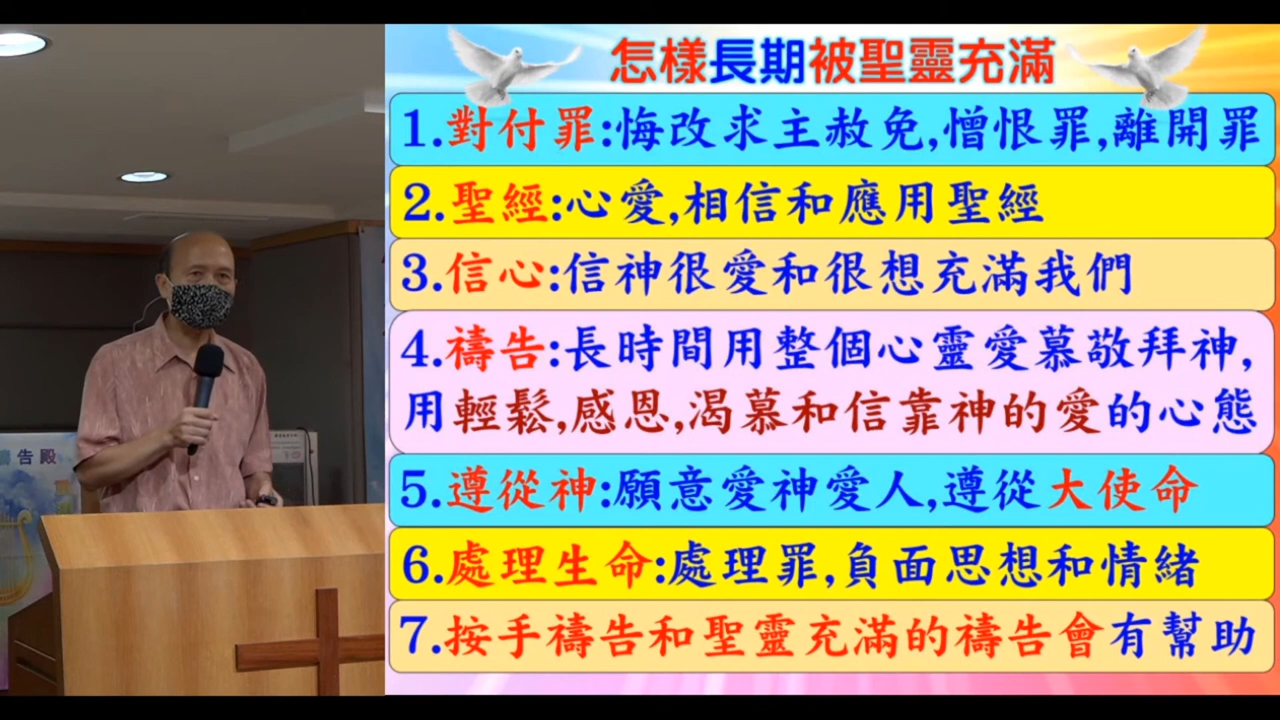 怎樣長期被聖靈充滿
1.對付罪:悔改求主赦免,憎恨罪,離開罪
2.聖經:心愛,相信和應用聖經
3.信心:信神很愛和很想充滿我們
4.禱告:長時間用整個心靈愛慕敬拜神,
用輕鬆,感恩,渴慕和信靠神的愛的心態
5.遵從神:願意愛神愛人,遵從大使命
6.處理生命:處理罪,負面思想和情緒
7.按手禱告和聖靈充滿的禱告會有幫助
告殿